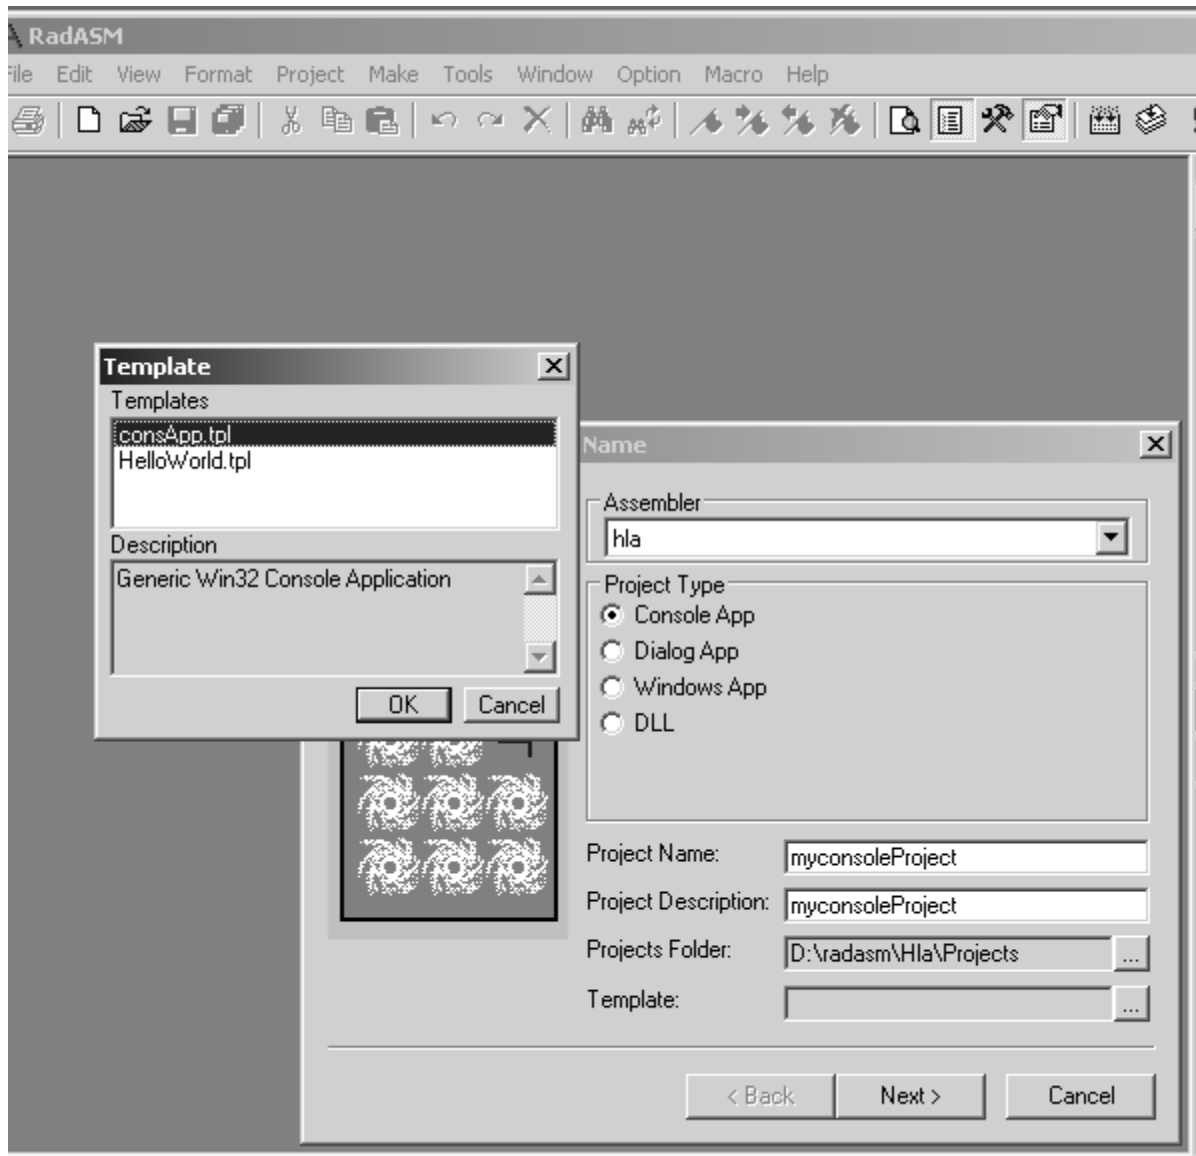 RadASM
File Edit View Format Project Make Tools Window Option Macro Help
Template
Templates
consApp.tpl
HelloWorld.tpl
Description
Generic Win32 Console Application
OK Cancel
Name
Assembler
hla
Project Type
Console App
Dialog App
Windows App
DLL
Project Name: myconsoleProject
Project Description: myconsoleProject
Projects Folder: D:\radasm\Hla\Projects ...
Template: ...
< Back Next > Cancel